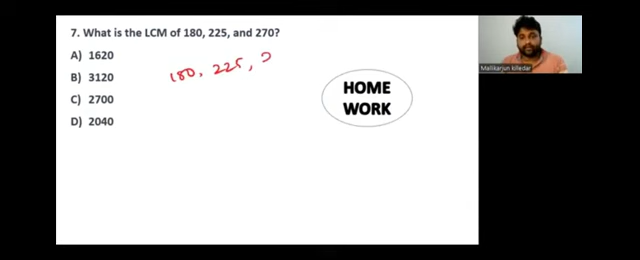 7. What is the LCM of 180, 225, and 270?
A) 1620
B) 3120
C) 2700
D) 2040
180, 225,
HOME
WORK
Mallikarjun killedar